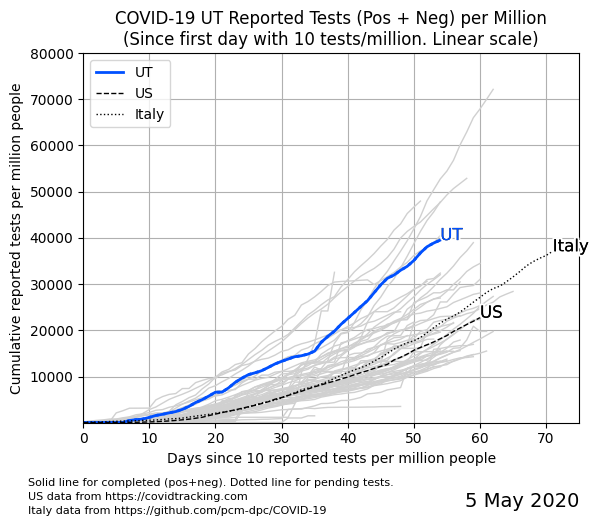 COVID-19 UT Reported Tests (Pos + Neg) per Million
(Since first day with 10 tests/million. Linear scale)
Cumulative reported tests per million people
80000
70000
60000
50000
40000
30000
20000
10000
UT
US
Italy
UT
Italy
US
0 10 20 30 40 50 60 70
Days since 10 reported tests per million people
Solid line for completed (pos+neg). Dotted line for pending tests.
US data from https://covidtracking.com
Italy data from https://github.com/pcm-dpc/COVID-19
5 May 2020